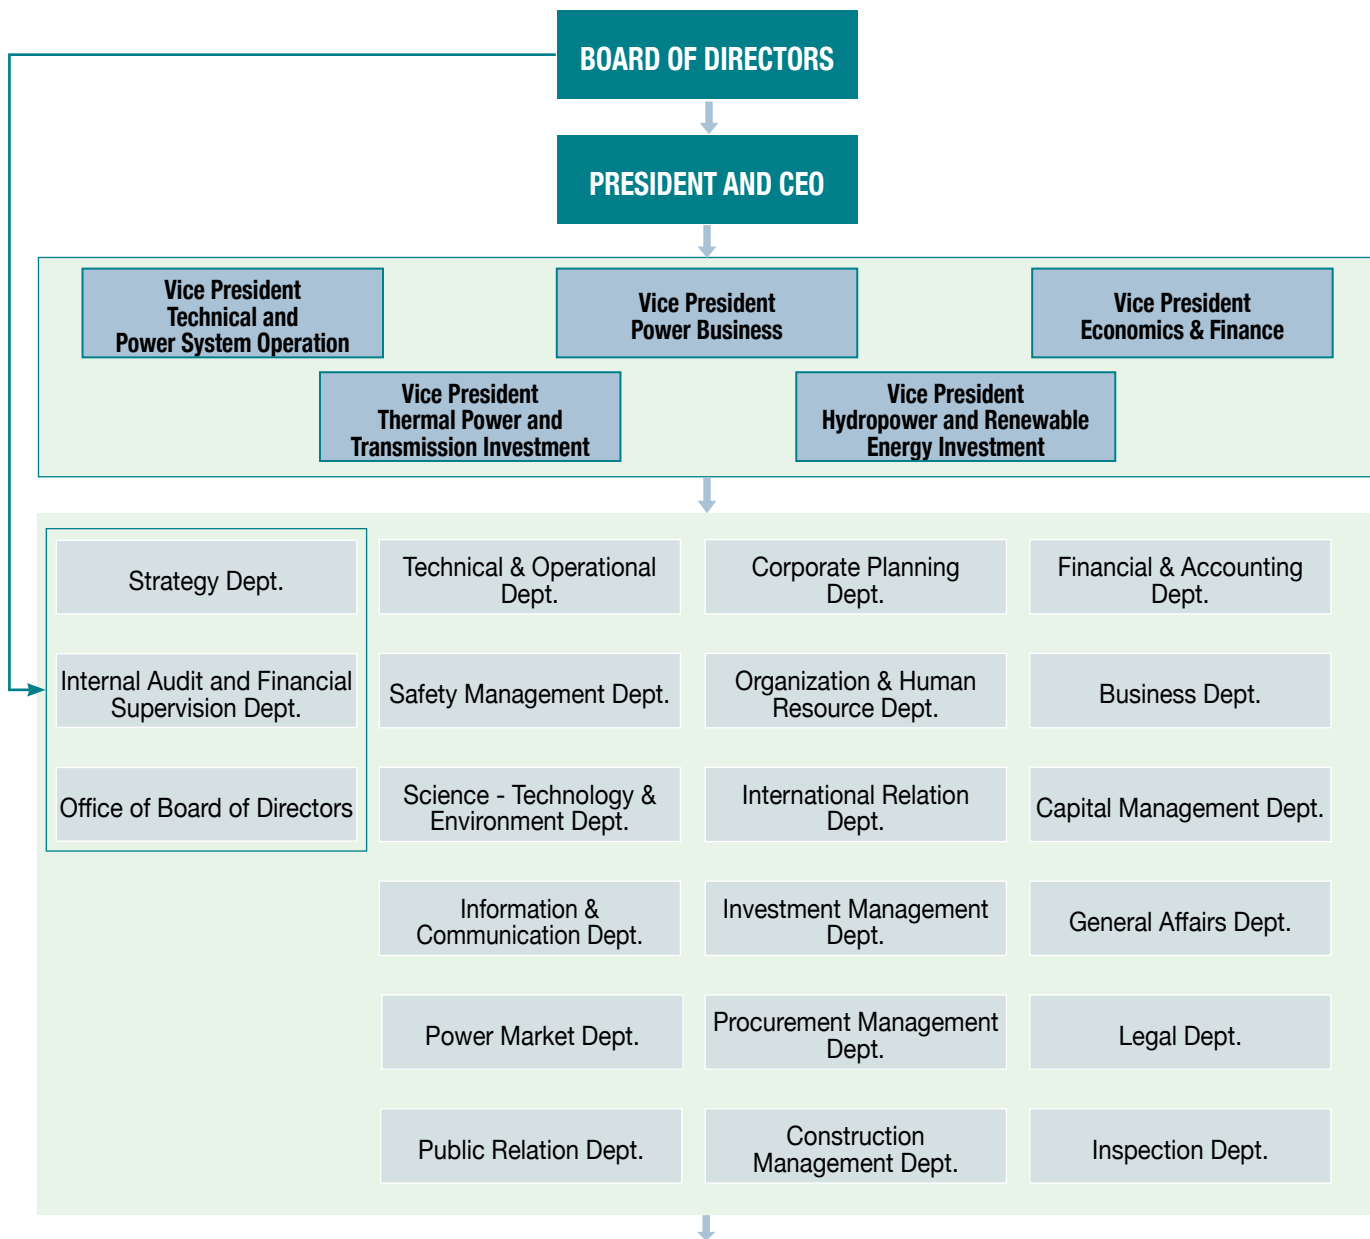 BOARD OF DIRECTORS
PRESIDENT AND CEO
Vice President
Technical and
Power System Operation
Vice President
Power Business
Vice President
Economics & Finance
Vice President
Thermal Power and
Transmission Investment
Vice President
Hydropower and Renewable
Energy Investment
Strategy Dept.
Technical & Operational
Dept.
Corporate Planning
Dept.
Financial & Accounting
Dept.
Internal Audit and Financial
Supervision Dept.
Safety Management Dept.
Organization & Human
Resource Dept.
Business Dept.
Office of Board of Directors
Science - Technology &
Environment Dept.
International Relation
Dept.
Capital Management Dept.
Information &
Communication Dept.
Investment Management
Dept.
General Affairs Dept.
Power Market Dept.
Procurement Management
Dept.
Legal Dept.
Public Relation Dept.
Construction
Management Dept.
Inspection Dept.